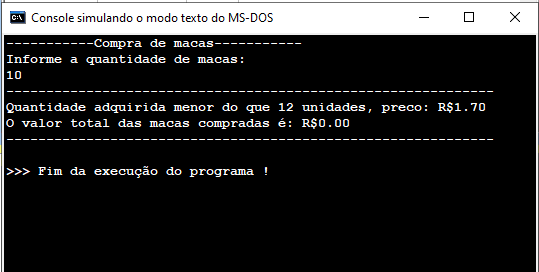 Console simulando o modo texto do MS-DOS
-----------Compra de macas-----------
Informe a quantidade de macas:
10
-------------------------------------------------------------
Quantidade adquirida menor do que 12 unidades, preco: R$1.70
O valor total das macas compradas é: R$0.00
-------------------------------------------------------------
>>> Fim da execução do programa !